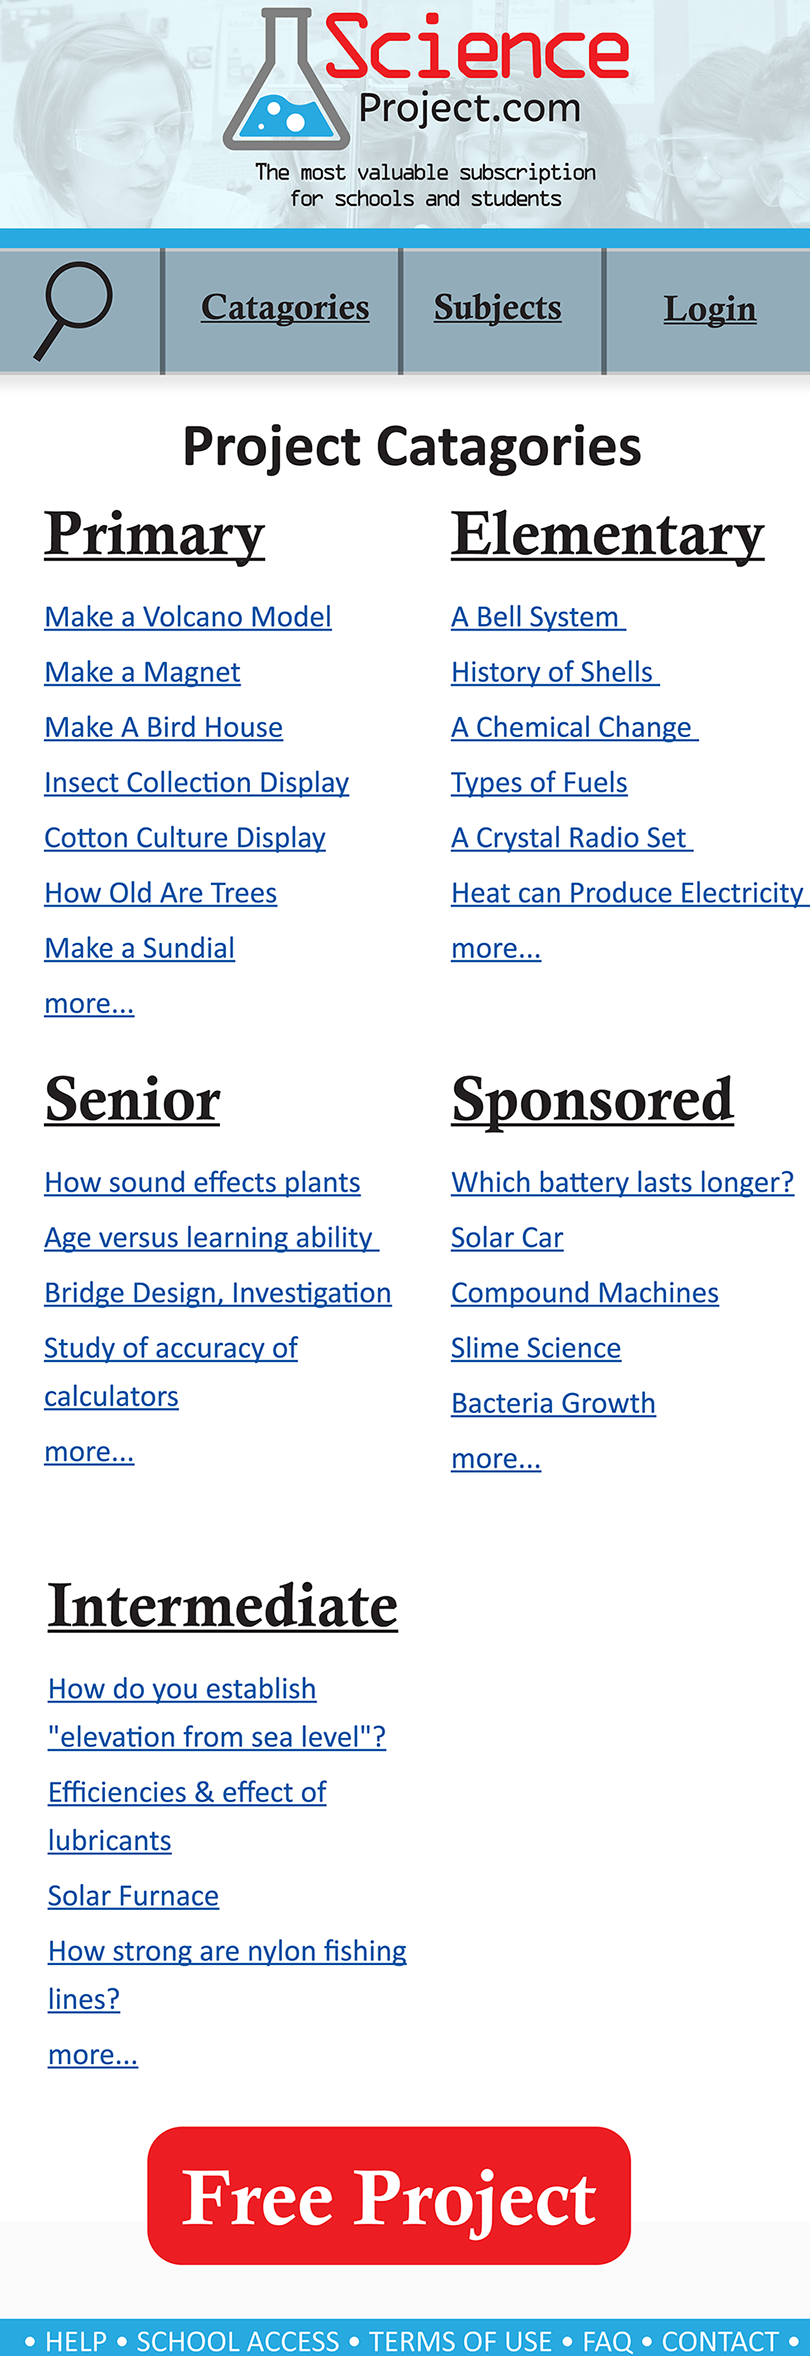 Science
Project.com
The most valuable subscription
for schools and students
Catagories
Subjects
Login
Project Catagories
Primary
Make a Volcano Model
Make a Magnet
Make A Bird House
Insect Collection Display
Cotton Culture Display
How Old Are Trees
Make a Sundial
more...
Elementary
A Bell System
History of Shells
A Chemical Change
Types of Fuels
A Crystal Radio Set
Heat can Produce Electricity
more...
Senior
How sound effects plants
Age versus learning ability
Bridge Design, Investigation
Study of accuracy of
calculators
more...
Sponsored
Which battery lasts longer?
Solar Car
Compound Machines
Slime Science
Bacteria Growth
more...
Intermediate
How do you establish
"elevation from sea level"?
Efficiencies & effect of
lubricants
Solar Furnace
How strong are nylon fishing
lines?
more...
Free Project
• HELP • SCHOOL ACCESS • TERMS OF USE • FAQ • CONTACT •